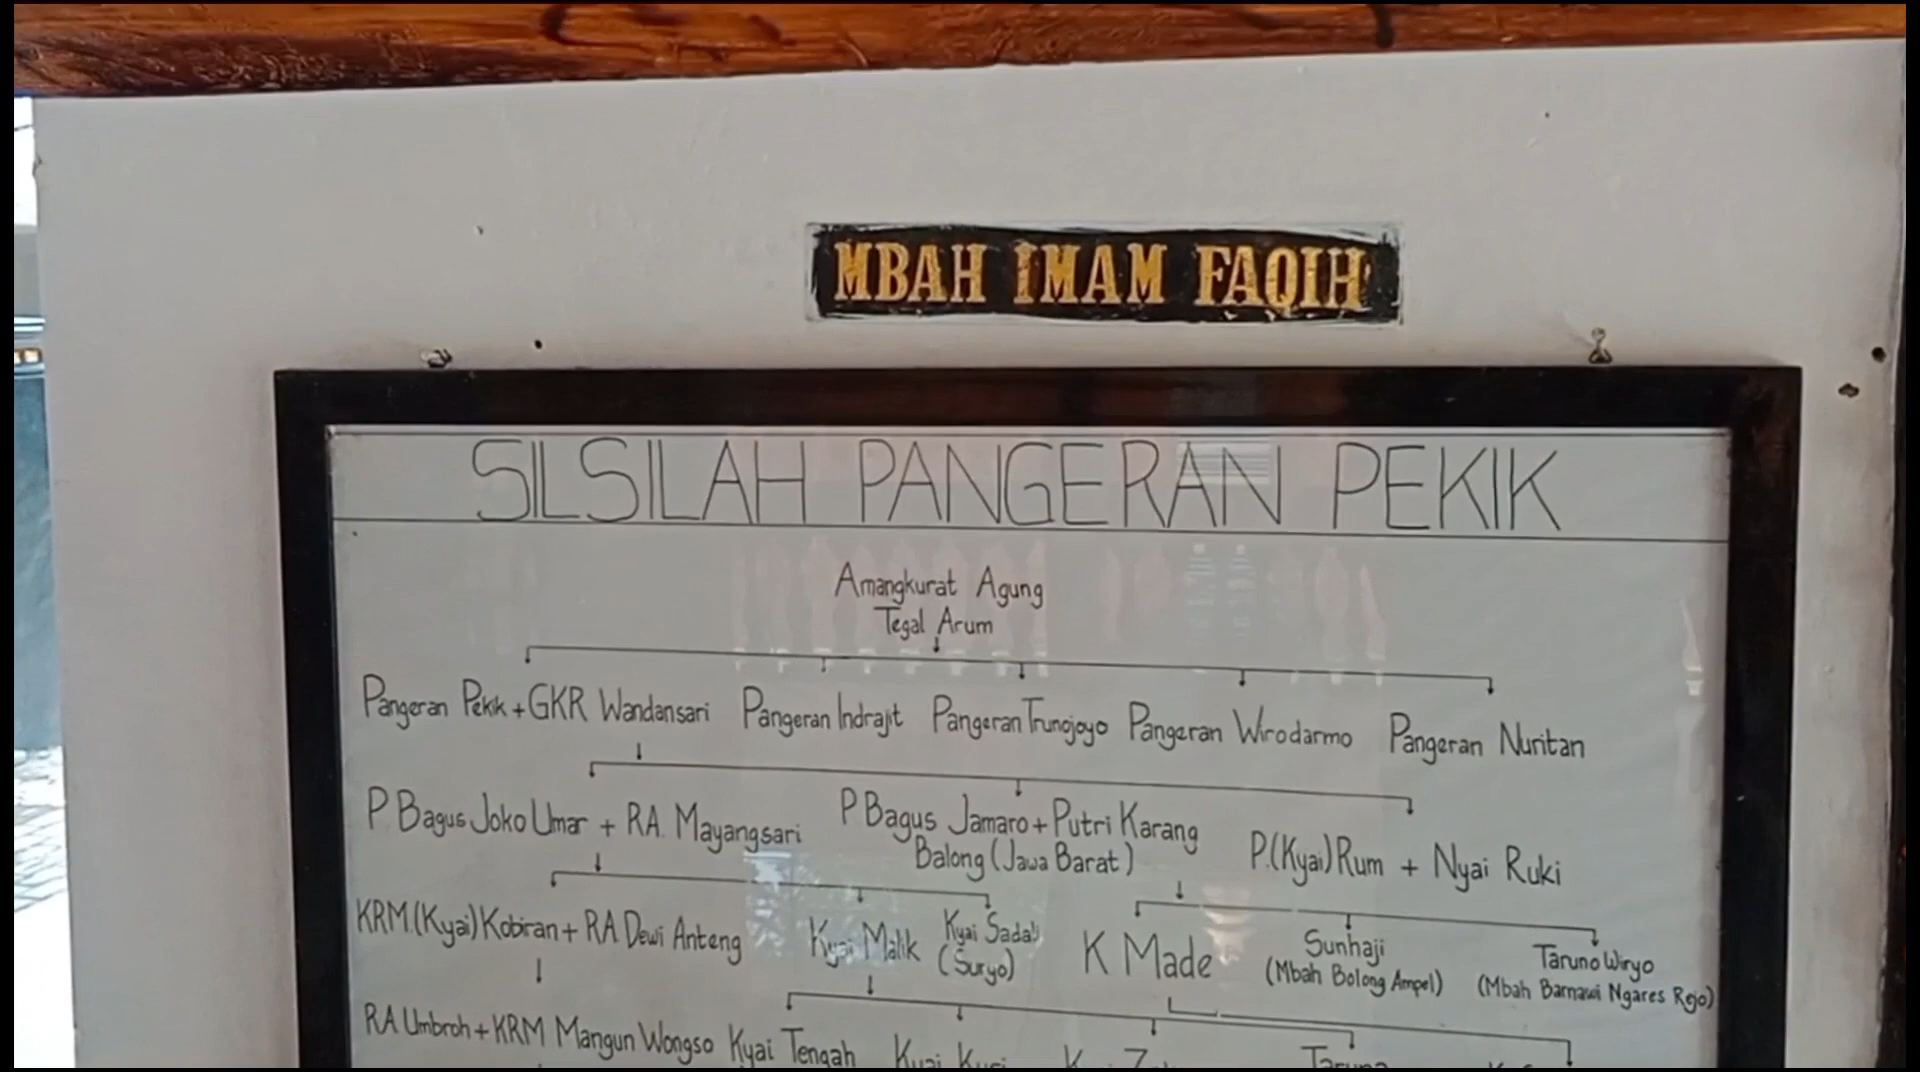 MBAH IMAM FAQIH
SILSILAH PANGERAN PEKIK
Amangkurat Agung
Tegal Arum
Pangeran Pekik + GKR Wandansari
Pangeran Indrajit
Pangeran Trunojoyo
Pangeran Wirodarmo
Pangeran Nuritan
P Bagus Joko Umar + RA. Mayangsari
P Bagus Jamaro + Putri Karang
Balong (Jawa Barat)
P.(Kyai) Rum + Nyai Ruki
KRM.(Kyai) Kobiran + RA Dewi Anteng
Kyai Malik
Kyai Sadali
(Suryo)
K Made
Sunhaji
(Mbah Bolong Ampel)
Taruno Wiryo
(Mbah Barnawi Ngares Rejo)
RA Umbroh + KRM Mangun Wongso
Kyai Tengah